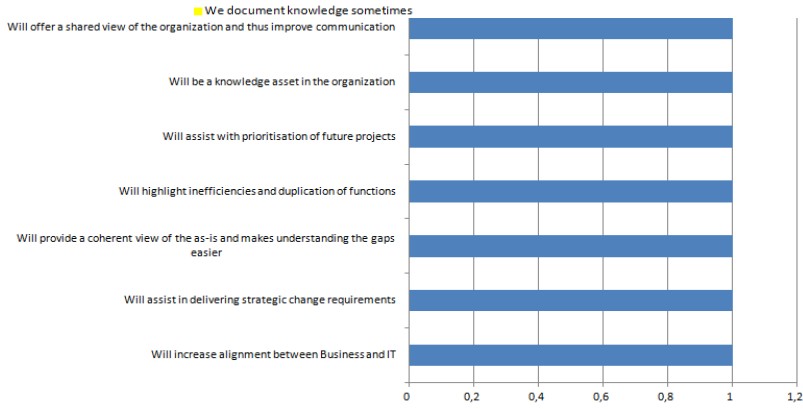 We document knowledge sometimes
Will offer a shared view of the organization and thus improve communication
Will be a knowledge asset in the organization
Will assist with prioritisation of future projects
Will highlight inefficiencies and duplication of functions
Will provide a coherent view of the as-is and makes understanding the gaps
easier
Will assist in delivering strategic change requirements
Will increase alignment between Business and IT
0 0,2 0,4 0,6 0,8 1 1,2